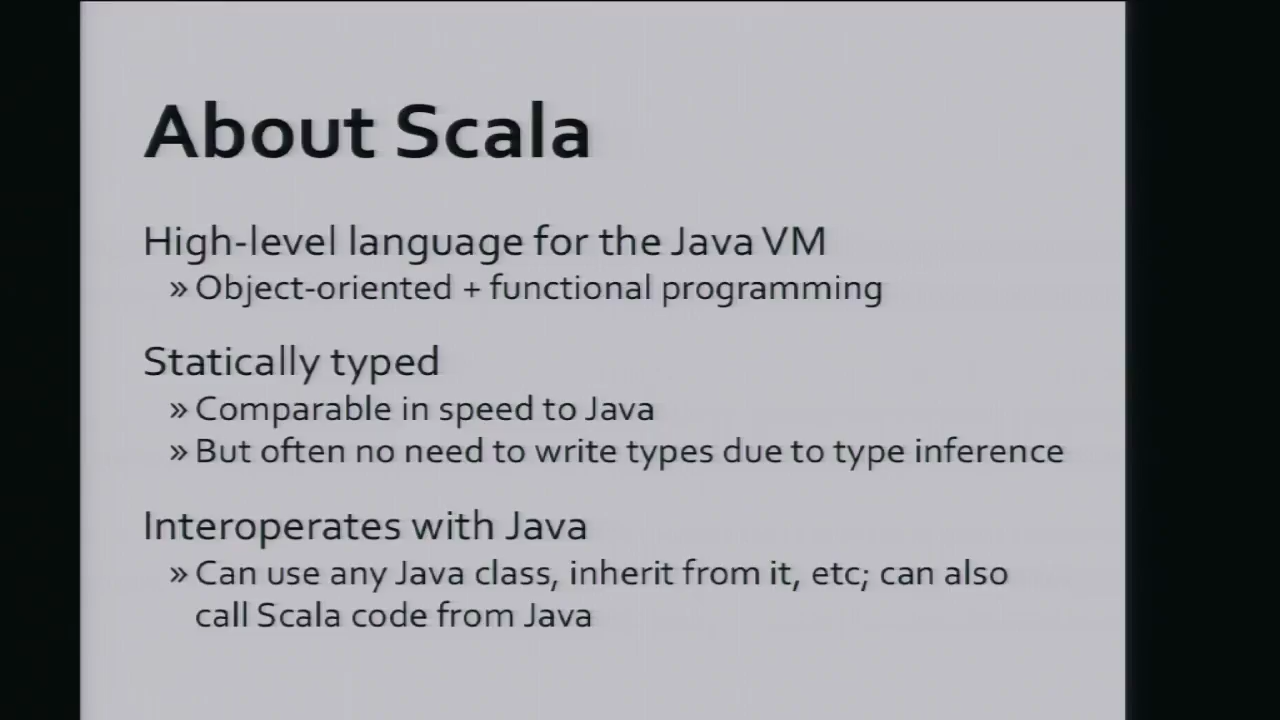 About Scala
High-level language for the Java VM
» Object-oriented + functional programming
Statically typed
» Comparable in speed to Java
» But often no need to write types due to type inference
Interoperates with Java
» Can use any Java class, inherit from it, etc; can also
call Scala code from Java